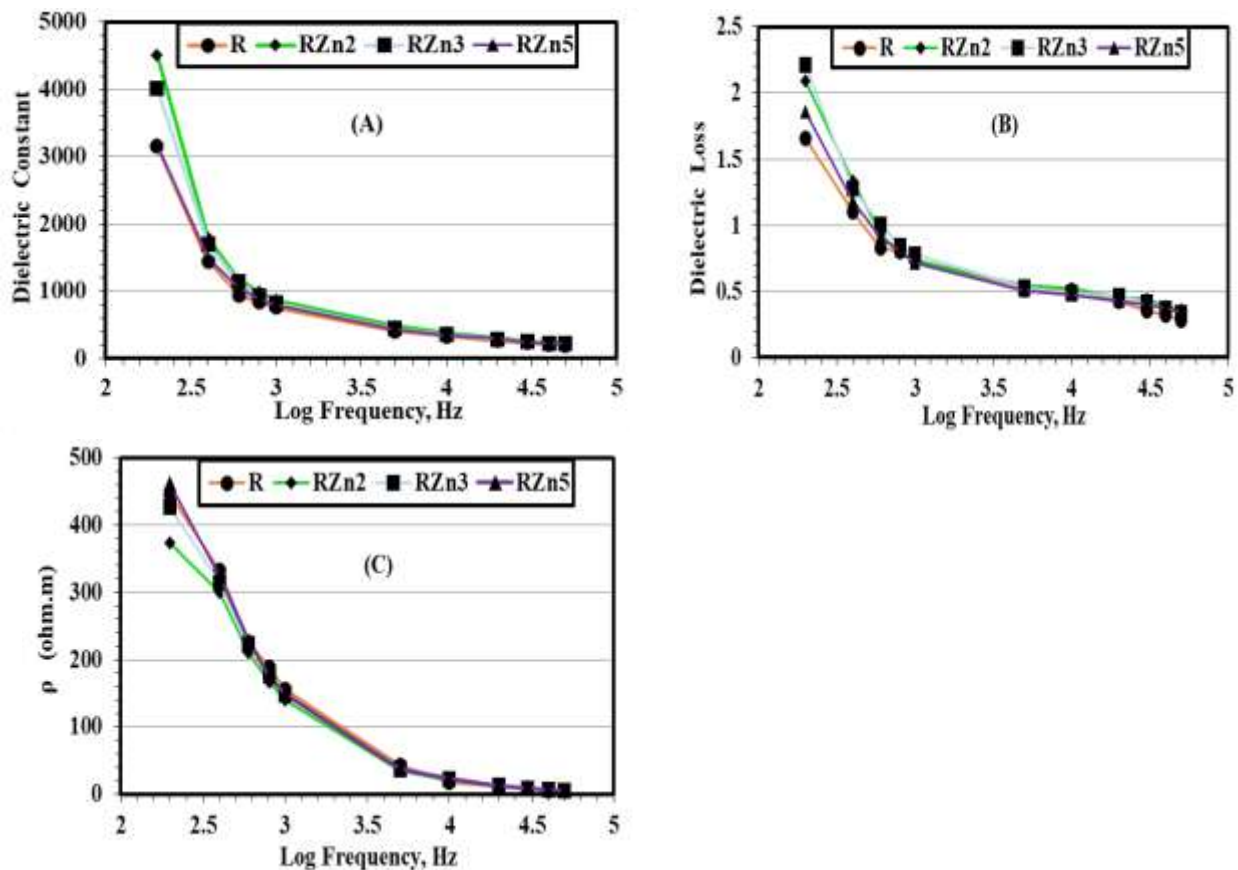 5000
4000
3000
2000
1000
0
Dielectric Constant
R RZn2 RZn3 RZn5
(A)
2 2.5 3 3.5 4 4.5 5
Log Frequency, Hz
2.5
2
1.5
1
0.5
0
Dielectric Loss
R RZn2 RZn3 RZn5
(B)
2 2.5 3 3.5 4 4.5 5
Log Frequency, Hz
500
400
300
200
100
0
ρ (ohm.m)
R RZn2 RZn3 RZn5
(C)
2 2.5 3 3.5 4 4.5 5
Log Frequency, Hz